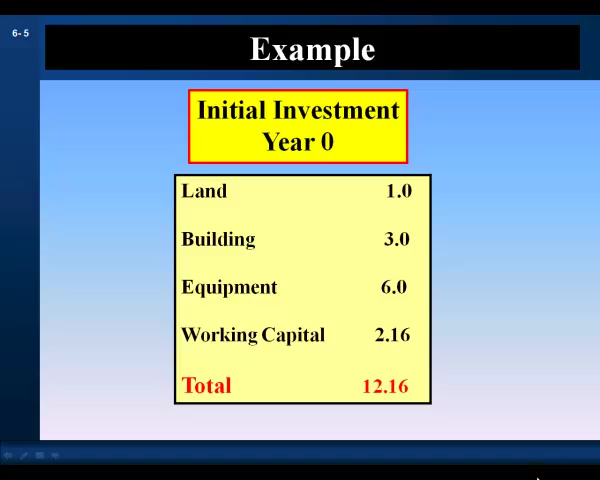 6- 5
Example
Initial Investment
Year 0
Land 1.0
Building 3.0
Equipment 6.0
Working Capital 2.16
Total 12.16